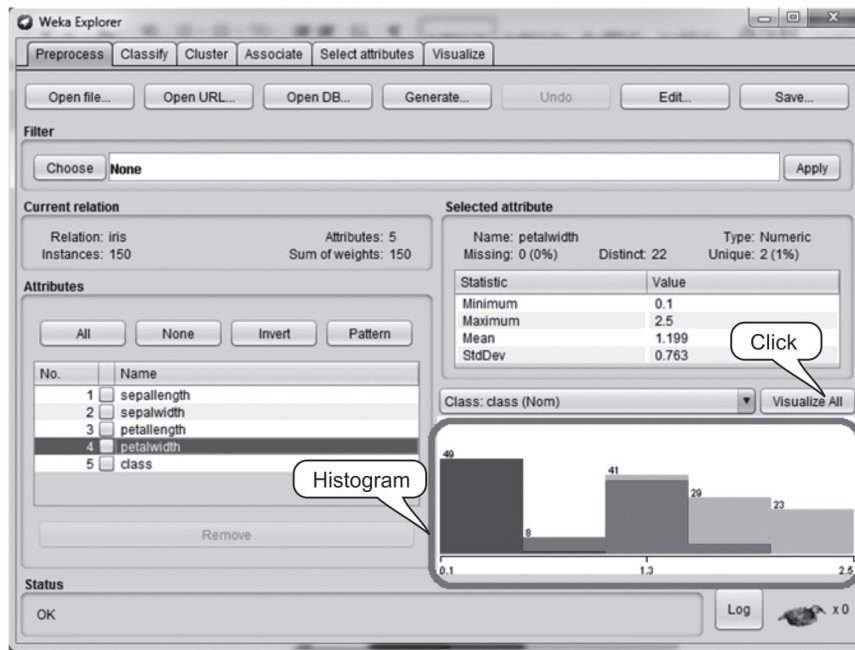 Weka Explorer
Preprocess Classify Cluster Associate Select attributes Visualize
Open file... Open URL... Open DB... Generate... Undo Edit... Save...
Filter
Choose None Apply
Current relation
Relation: iris Attributes: 5
Instances: 150 Sum of weights: 150
Selected attribute
Name: petalwidth Type: Numeric
Missing: 0 (0%) Distinct: 22 Unique: 2 (1%)
Statistic Value
Minimum 0.1
Maximum 2.5
Mean 1.199
StdDev 0.763
Attributes
All None Invert Pattern
No. Name
1 sepallength
2 sepalwidth
3 petallength
4 petalwidth
5 class
Remove
Click
Class: class (Nom) Visualize All
Histogram
49 8 41 29 23
0.1 1.3 2.5
Status
OK
Log x 0